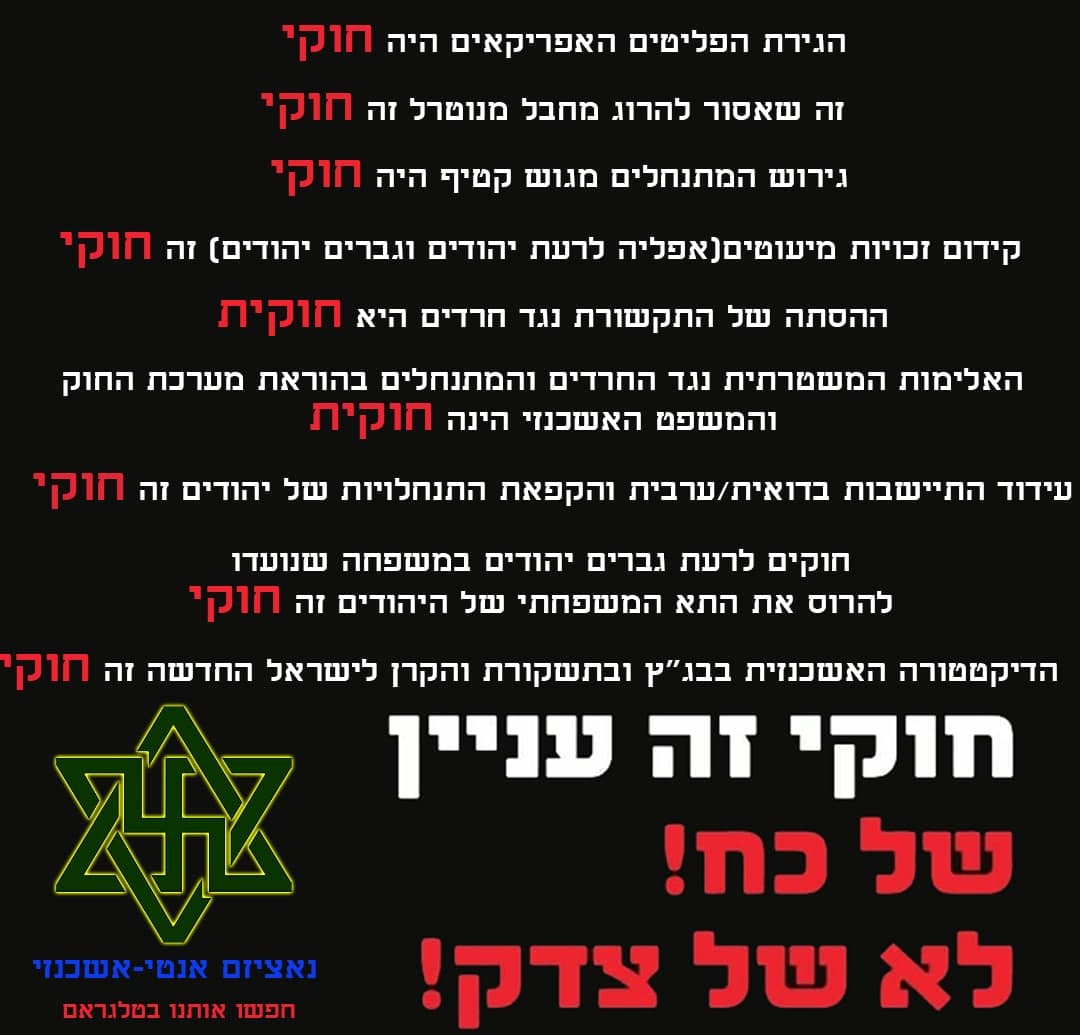 הגירת הפליטים האפריקאים היה חוקי
זה שאסור להרוג מחבל מנוטרל זה חוקי
גירוש המתנחלים מגוש קטיף היה חוקי
קידום זכויות מיעוטים(אפליה לרעת יהודים וגברים יהודים) זה חוקי
ההסתה של התקשורת נגד חרדים היא חוקית
האלימות המשטרתית נגד החרדים והמתנחלים בהוראת מערכת החוק
והמשפט האשכנזי הינה חוקית
עידוד התיישבות בדואית/ערבית והקפאת התנחלויות של יהודים זה חוקי
חוקים לרעת גברים יהודים במשפחה שנועדו
להרוס את התא המשפחתי של היהודים זה חוקי
הדיקטטורה האשכנזית בבג"ץ ובתשקורת והקרן לישראל החדשה זה חוקי
חוקי זה עניין
של כח!
לא של צדק!
נאציזם אנטי-אשכנזי
חפשו אותנו בטלגראם